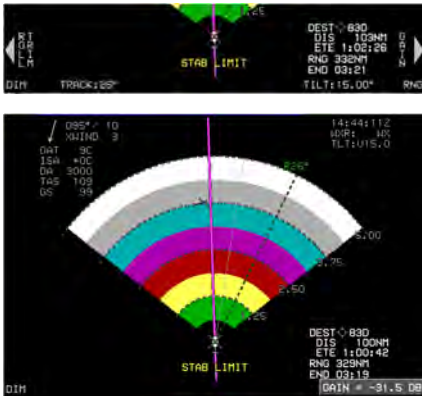 1.25
DEST 83D
DIS 103NM
ETE 1:02:26
RNG 332NM
END 03:21
STAB LIMIT
GAIN
DIM
TRACK:25°
TILT:15.00°
RNG
095°/ 10
XWIND 3
14:44:11Z
WXR: WX
TLT:U15.0
OAT 9C
ISA +0C
DA 3000
TAS 109
GS 99
R26°
5.00
3.75
2.50
1.25
DEST 83D
DIS 100NM
ETE 1:00:42
RNG 329NM
END 03:19
STAB LIMIT
DIM
GAIN = -31.5 DB